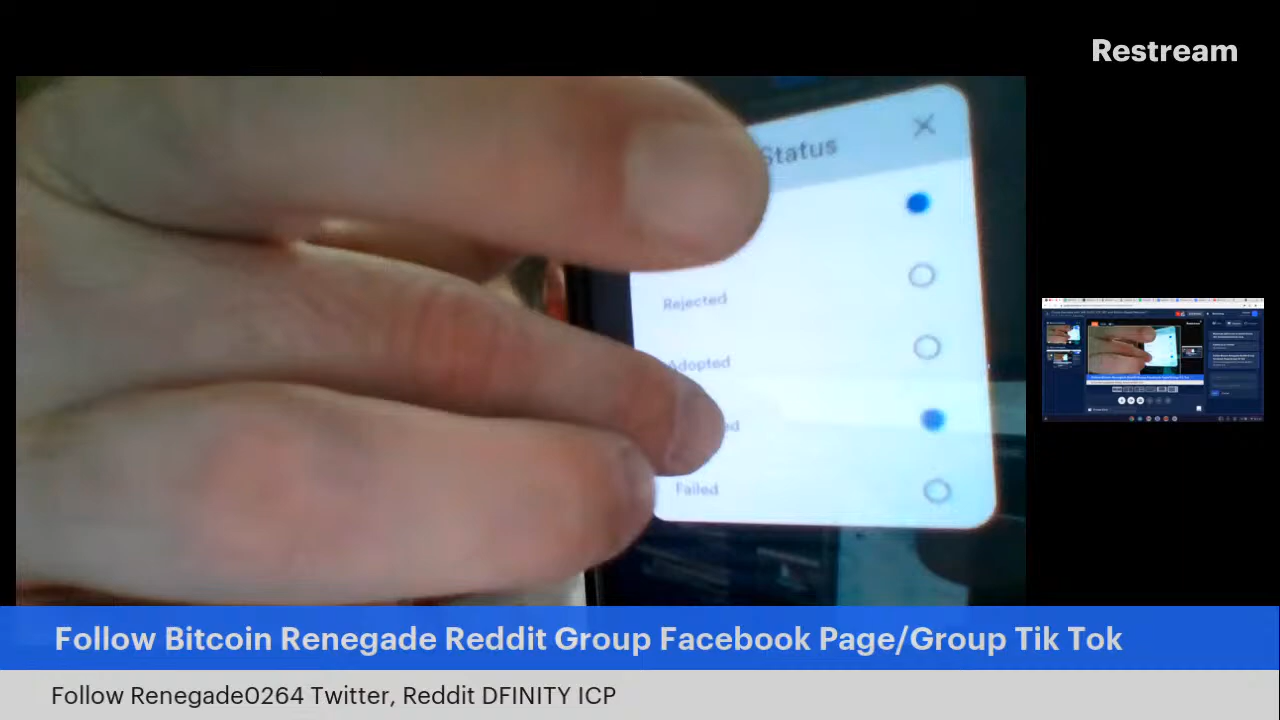 Restream
Status
Rejected
Adopted
ed
Failed
Follow Bitcoin Renegade Reddit Group Facebook Page/Group Tik Tok
Follow Renegade0264 Twitter, Reddit DFINITY ICP